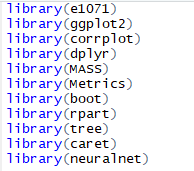 library(e1071)
library(ggplot2)
library(corrplot)
library(dplyr)
library(MASS)
library(Metrics)
library(boot)
library(rpart)
library(tree)
library(caret)
library(neuralnet)